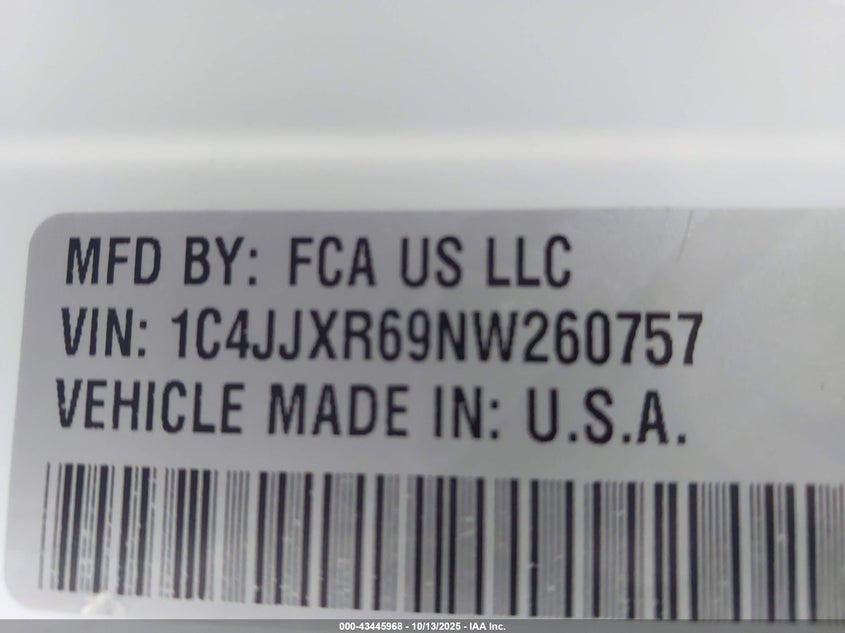 MFD BY: FCA US LLC
VIN: 1C4JJXR69NW260757
VEHICLE MADE IN: U.S.A.
000-43445968 - 10/13/2025 - IAA Inc.